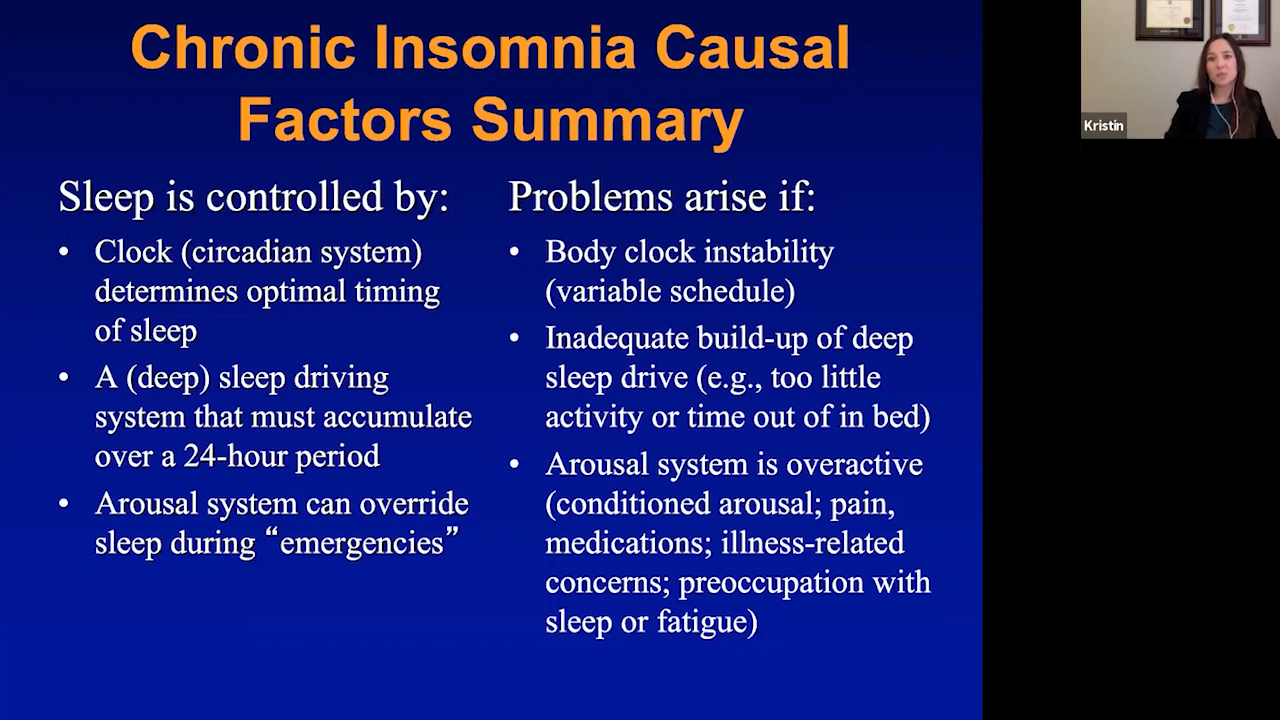 Chronic Insomnia Causal
Factors Summary
Sleep is controlled by:
• Clock (circadian system)
determines optimal timing
of sleep
• A (deep) sleep driving
system that must accumulate
over a 24-hour period
• Arousal system can override
sleep during “emergencies”
Problems arise if:
• Body clock instability
(variable schedule)
• Inadequate build-up of deep
sleep drive (e.g., too little
activity or time out of in bed)
• Arousal system is overactive
(conditioned arousal; pain,
medications; illness-related
concerns; preoccupation with
sleep or fatigue)
Kristin